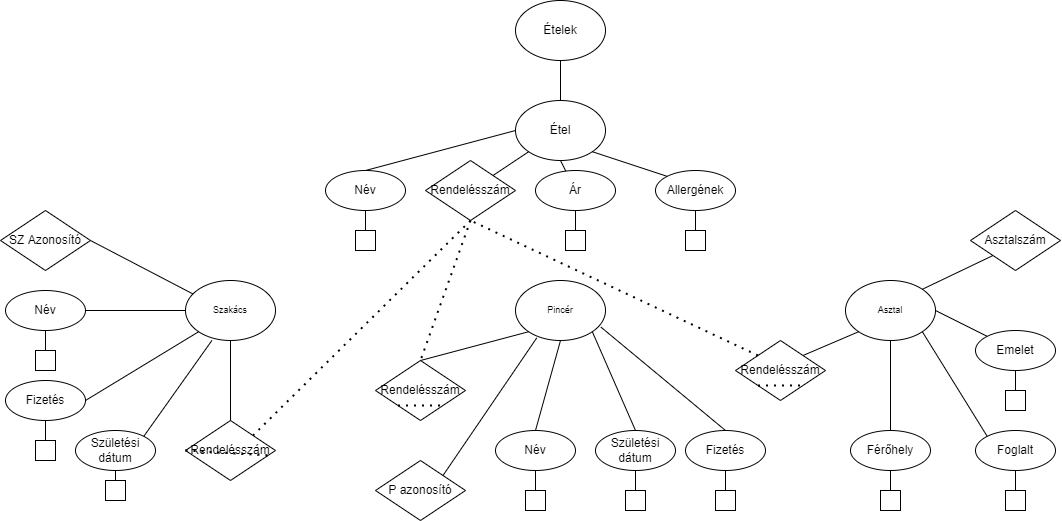 Ételek
Étel
Név
Rendelésszám
Ár
Allergének
SZ Azonosító
Asztalszám
Név
Szakács
Pincér
Asztal
Emelet
Fizetés
Rendelésszám
Rendelésszám
Születési
dátum
Rendelésszám
Név
Születési
dátum
Fizetés
Férőhely
Foglalt
P azonosító